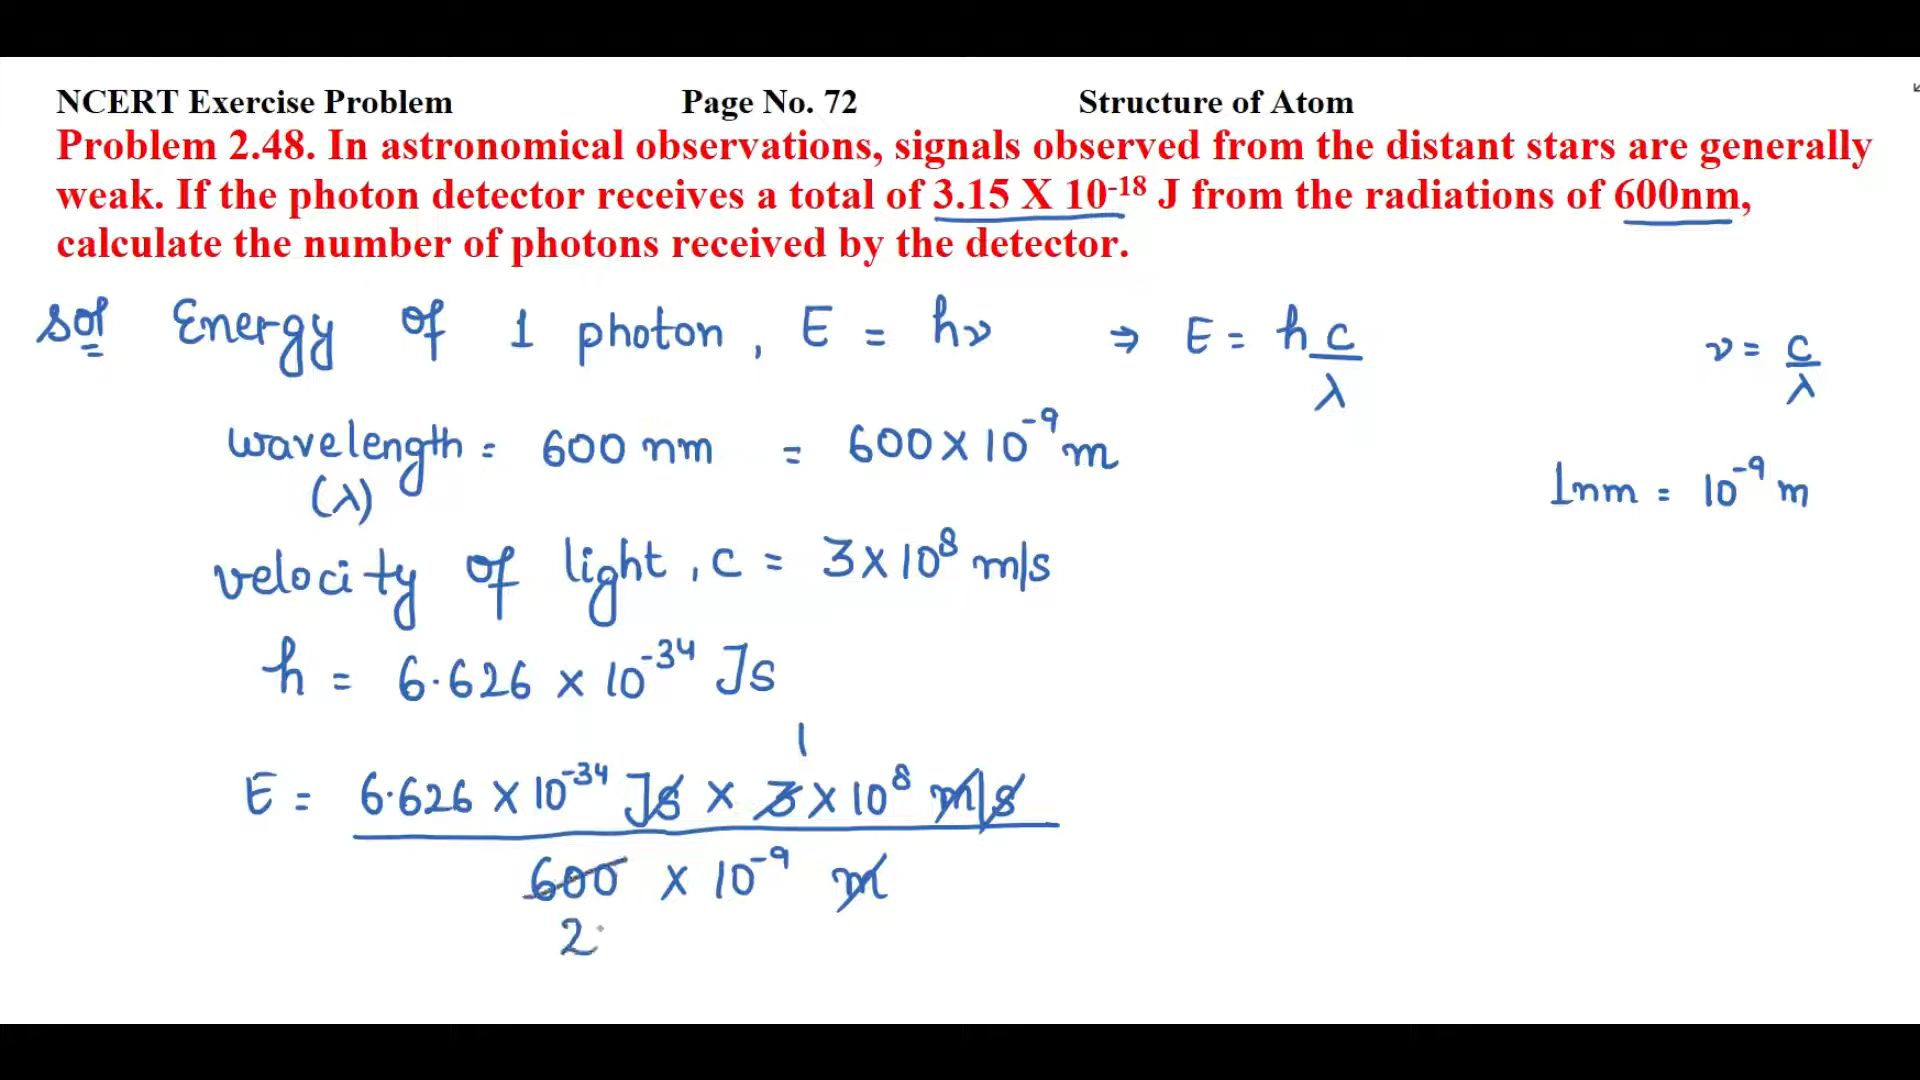 NCERT Exercise Problem Page No. 72 Structure of Atom
Problem 2.48. In astronomical observations, signals observed from the distant stars are generally
weak. If the photon detector receives a total of 3.15 X 10⁻¹⁸ J from the radiations of 600nm,
calculate the number of photons received by the detector.
Sol Energy of 1 photon, E = hν ⇒ E = h c/λ ν = c/λ
wavelength = 600 nm = 600 × 10⁻⁹ m
(λ)
1nm = 10⁻⁹ m
velocity of light, c = 3 × 10⁸ m/s
h = 6.626 × 10⁻³⁴ Js
1
E = 6.626 × 10⁻³⁴ Js × 3 × 10⁸ m/s
600 × 10⁻⁹ m
2